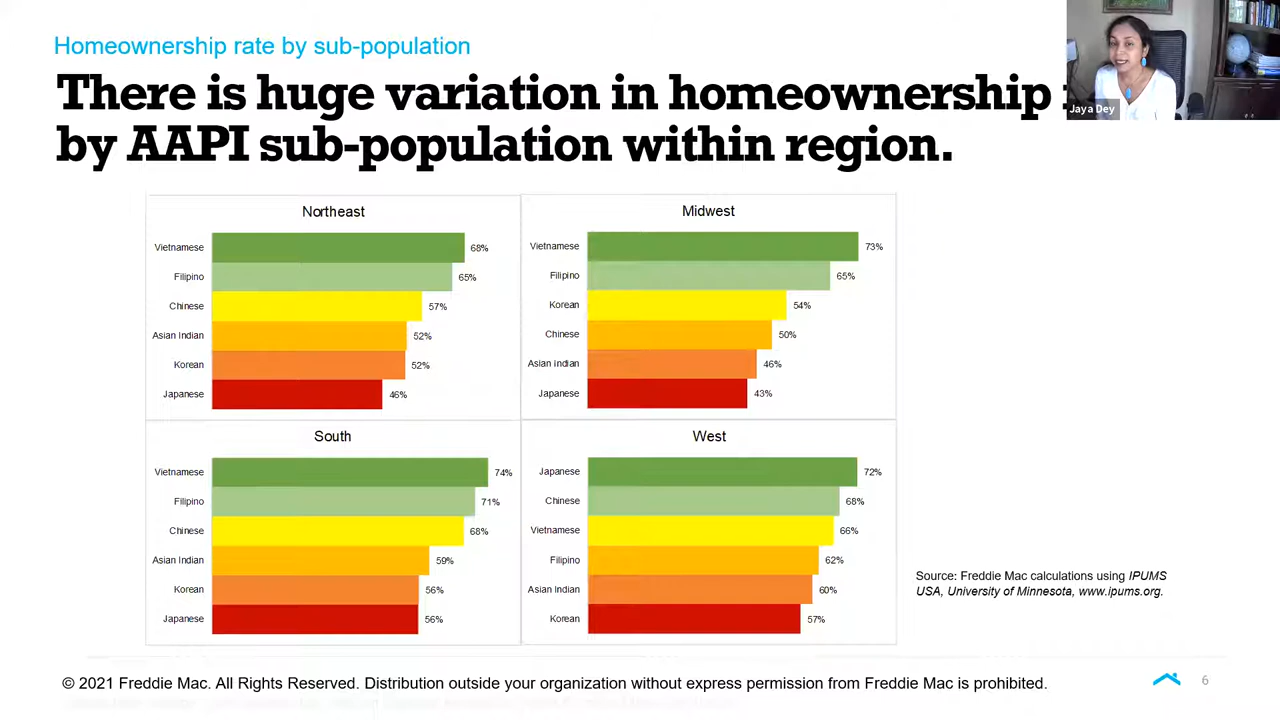 Homeownership rate by sub-population
There is huge variation in homeownership
by AAPI sub-population within region.
Jaya Dey
Northeast
Vietnamese 68%
Filipino 65%
Chinese 57%
Asian Indian 52%
Korean 52%
Japanese 46%
Midwest
Vietnamese 73%
Filipino 65%
Korean 54%
Chinese 50%
Asian Indian 46%
Japanese 43%
South
Vietnamese 74%
Filipino 71%
Chinese 68%
Asian Indian 59%
Korean 56%
Japanese 56%
West
Japanese 72%
Chinese 68%
Vietnamese 66%
Filipino 62%
Asian Indian 60%
Korean 57%
Source: Freddie Mac calculations using IPUMS
USA, University of Minnesota, www.ipums.org.
© 2021 Freddie Mac. All Rights Reserved. Distribution outside your organization without express permission from Freddie Mac is prohibited.
6